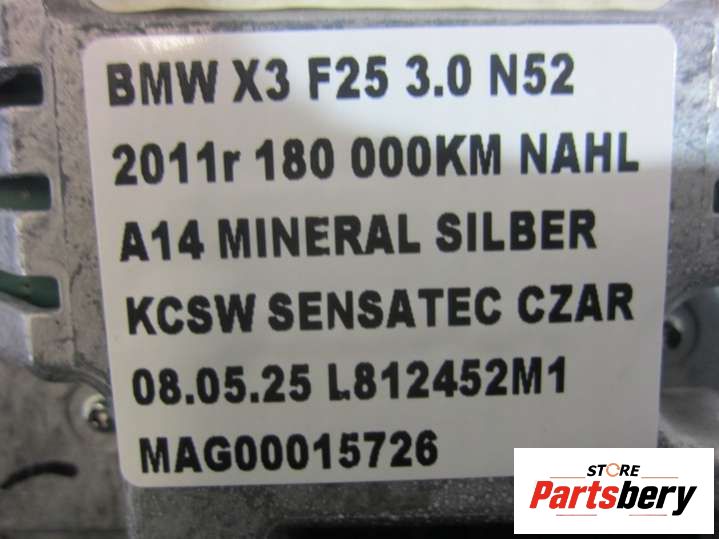 BMW X3 F25 3.0 N52
2011r 180 000KM NAHL
A14 MINERAL SILBER
KCSW SENSATEC CZAR
08.05.25 L812452M1
MAG00015726
STORE
Partsbery